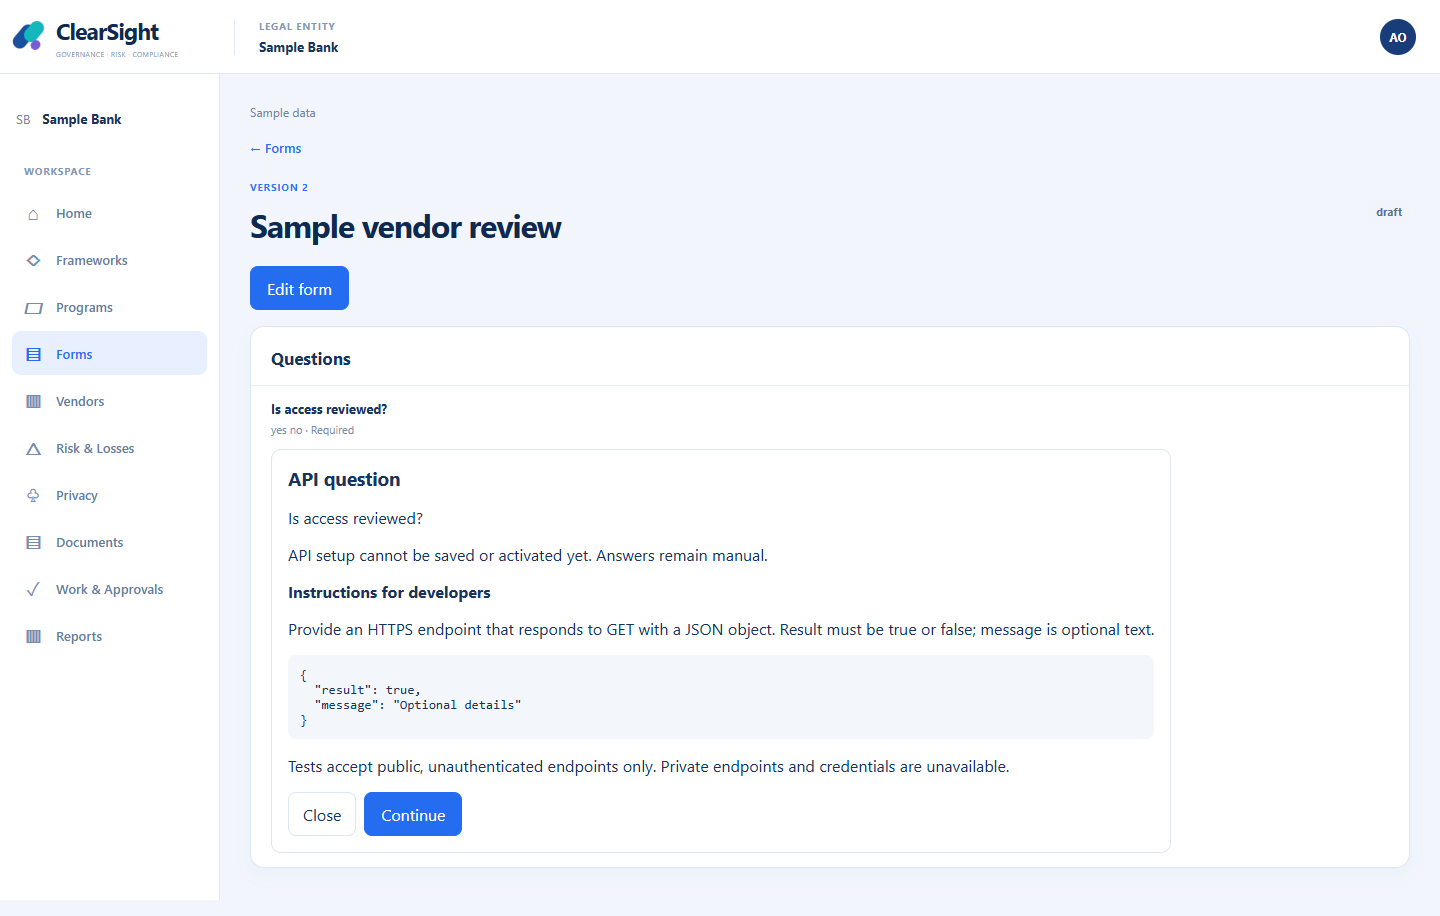 ClearSight
GOVERNANCE · RISK · COMPLIANCE
LEGAL ENTITY
Sample Bank
AO
SB Sample Bank
WORKSPACE
Home
Frameworks
Programs
Forms
Vendors
Risk & Losses
Privacy
Documents
Work & Approvals
Reports
Sample data
← Forms
VERSION 2
Sample vendor review
draft
Edit form
Questions
Is access reviewed?
yes no · Required
API question
Is access reviewed?
API setup cannot be saved or activated yet. Answers remain manual.
Instructions for developers
Provide an HTTPS endpoint that responds to GET with a JSON object. Result must be true or false; message is optional text.
{
  "result": true,
  "message": "Optional details"
}
Tests accept public, unauthenticated endpoints only. Private endpoints and credentials are unavailable.
Close
Continue